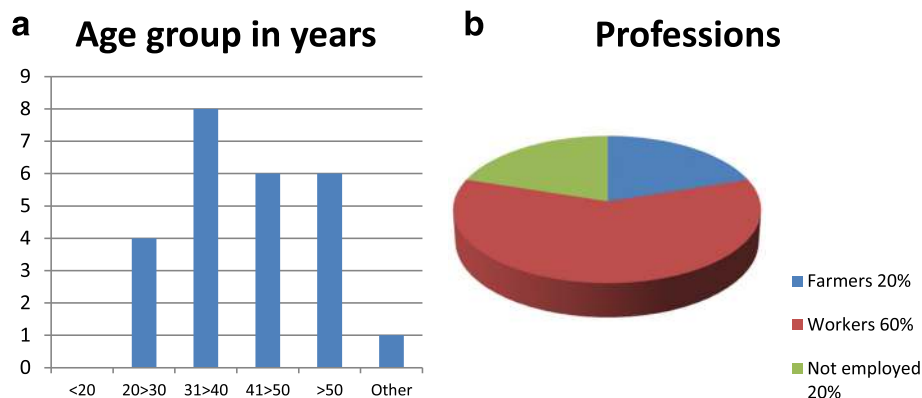 a Age group in years
9
8
7
6
5
4
3
2
1
0
<20 20>30 31>40 41>50 >50 Other
b Professions
Farmers 20%
Workers 60%
Not employed
20%